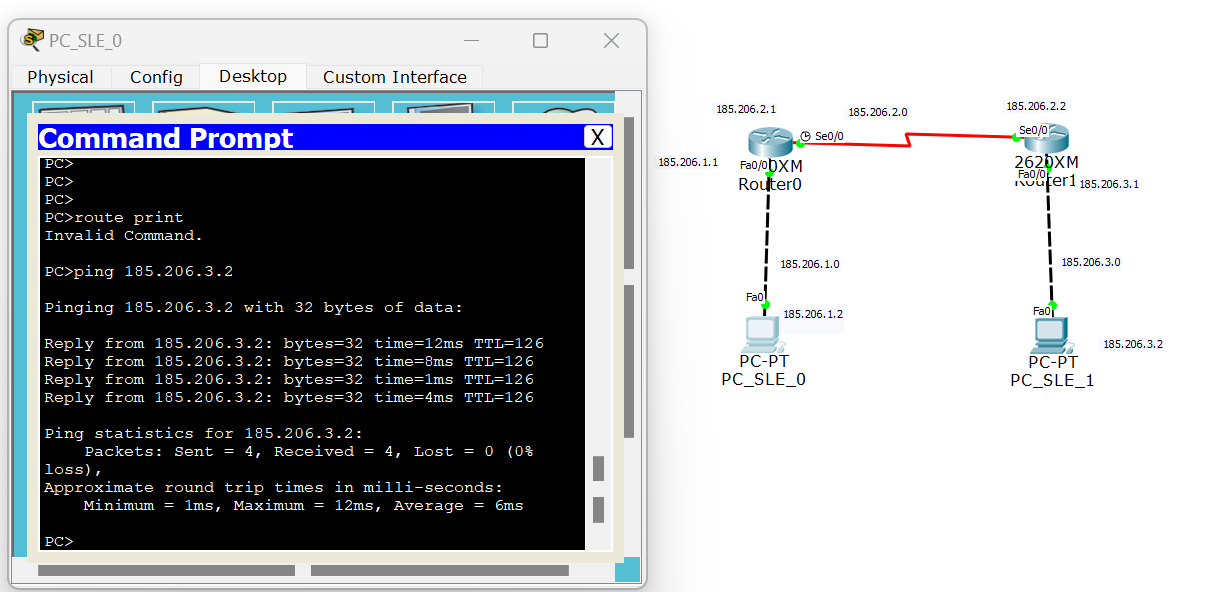 PC_SLE_0
Physical Config Desktop Custom Interface
Command Prompt X
PC>
PC>
PC>
PC>route print
Invalid Command.
PC>ping 185.206.3.2
Pinging 185.206.3.2 with 32 bytes of data:
Reply from 185.206.3.2: bytes=32 time=12ms TTL=126
Reply from 185.206.3.2: bytes=32 time=8ms TTL=126
Reply from 185.206.3.2: bytes=32 time=1ms TTL=126
Reply from 185.206.3.2: bytes=32 time=4ms TTL=126
Ping statistics for 185.206.3.2:
Packets: Sent = 4, Received = 4, Lost = 0 (0%
loss),
Approximate round trip times in milli-seconds:
Minimum = 1ms, Maximum = 12ms, Average = 6ms
PC>
185.206.2.1
185.206.2.0
185.206.2.2
Se0/0
Se0/0
185.206.1.1
Fa0/0
0XM
Router0
2620XM
Fa0/0
Router1
185.206.3.1
185.206.1.0
185.206.3.0
Fa0
185.206.1.2
Fa0
185.206.3.2
PC-PT
PC_SLE_0
PC-PT
PC_SLE_1